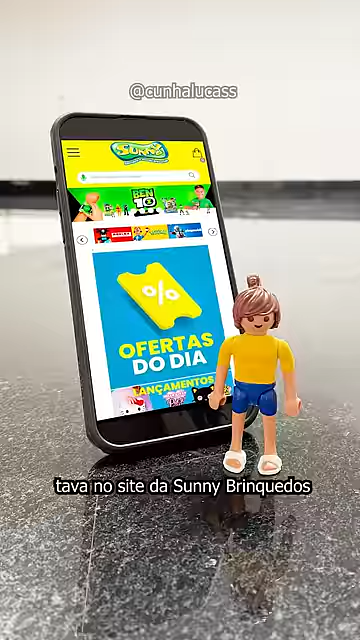 @cunhalucass
SUNNY
BEN
10
OFERTAS
DO DIA
LANÇAMENTOS
tava no site da Sunny Brinquedos